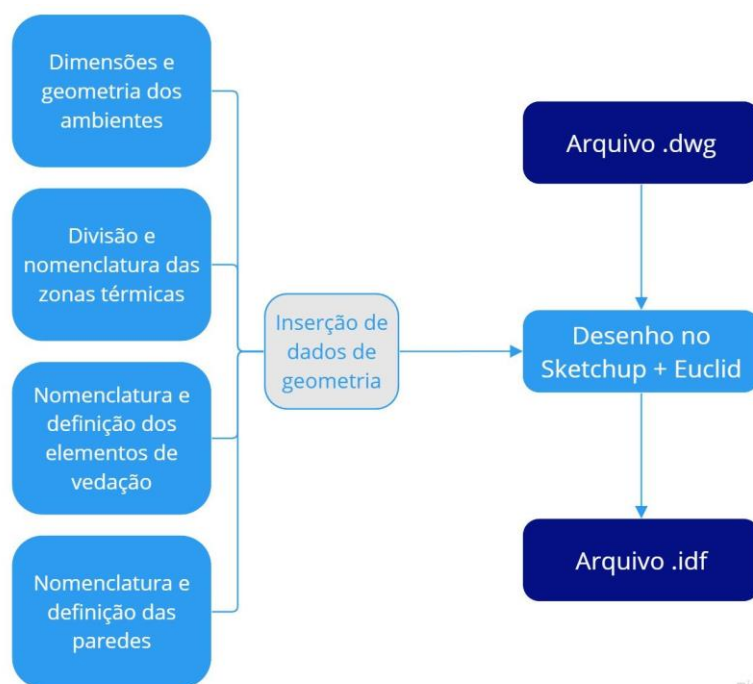 Dimensões e
geometria dos
ambientes
Divisão e
nomenclatura das
zonas térmicas
Nomenclatura e
definição dos
elementos de
vedação
Nomenclatura e
definição das
paredes
Inserção de
dados de
geometria
Arquivo .dwg
Desenho no
Sketchup + Euclid
Arquivo .idf